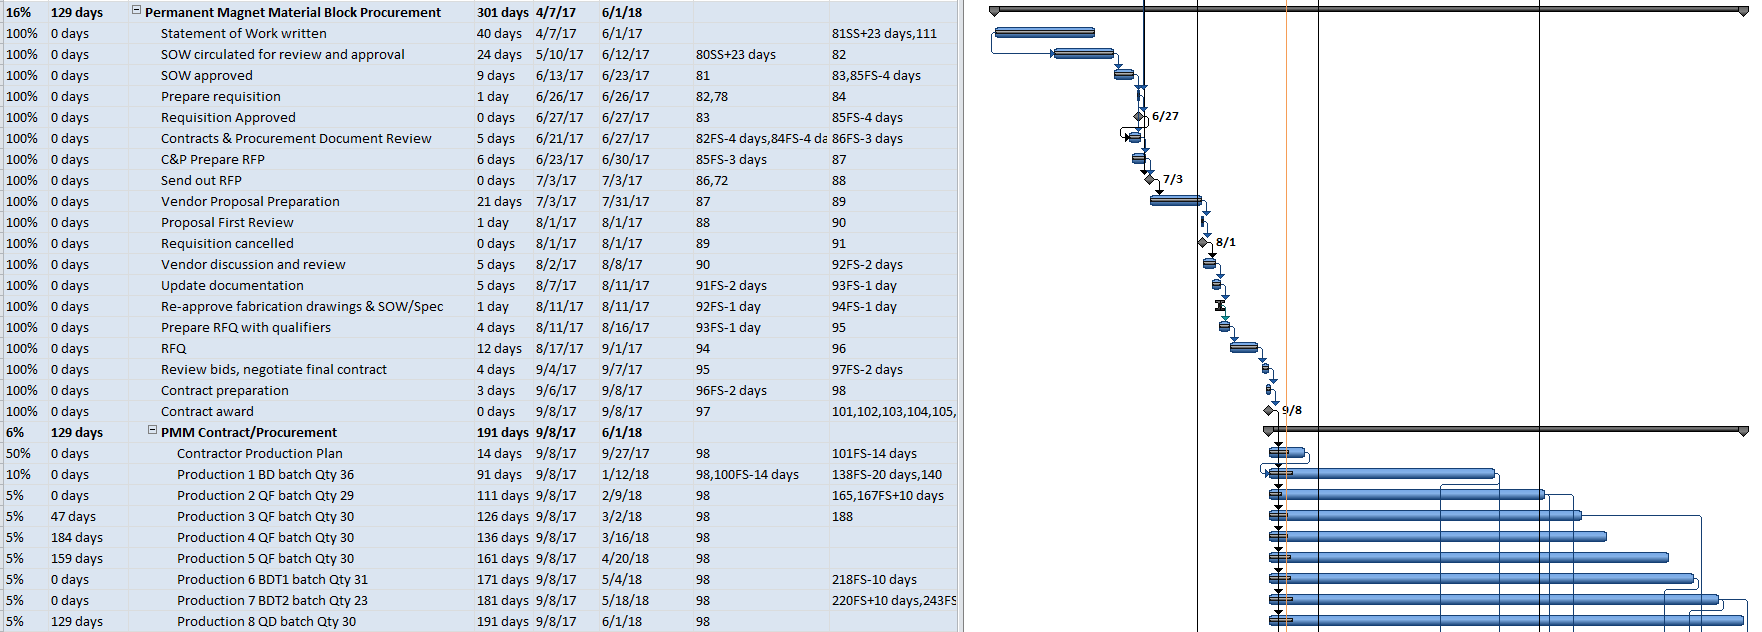 16% 129 days Permanent Magnet Material Block Procurement 301 days 4/7/17 6/1/18
100% 0 days Statement of Work written 40 days 4/7/17 6/1/17 81SS+23 days,111
100% 0 days SOW circulated for review and approval 24 days 5/10/17 6/12/17 80SS+23 days 82
100% 0 days SOW approved 9 days 6/13/17 6/23/17 81 83,85FS-4 days
100% 0 days Prepare requisition 1 day 6/26/17 6/26/17 82,78 84
100% 0 days Requisition Approved 0 days 6/27/17 6/27/17 83 85FS-4 days 6/27
100% 0 days Contracts & Procurement Document Review 5 days 6/21/17 6/27/17 82FS-4 days,84FS-4 da 86FS-3 days
100% 0 days C&P Prepare RFP 6 days 6/23/17 6/30/17 85FS-3 days 87
100% 0 days Send out RFP 0 days 7/3/17 7/3/17 86,72 88 7/3
100% 0 days Vendor Proposal Preparation 21 days 7/3/17 7/31/17 87 89
100% 0 days Proposal First Review 1 day 8/1/17 8/1/17 88 90
100% 0 days Requisition cancelled 0 days 8/1/17 8/1/17 89 91 8/1
100% 0 days Vendor discussion and review 5 days 8/2/17 8/8/17 90 92FS-2 days
100% 0 days Update documentation 5 days 8/7/17 8/11/17 91FS-2 days 93FS-1 day
100% 0 days Re-approve fabrication drawings & SOW/Spec 1 day 8/11/17 8/11/17 92FS-1 day 94FS-1 day
100% 0 days Prepare RFQ with qualifiers 4 days 8/11/17 8/16/17 93FS-1 day 95
100% 0 days RFQ 12 days 8/17/17 9/1/17 94 96
100% 0 days Review bids, negotiate final contract 4 days 9/4/17 9/7/17 95 97FS-2 days
100% 0 days Contract preparation 3 days 9/6/17 9/8/17 96FS-2 days 98
100% 0 days Contract award 0 days 9/8/17 9/8/17 97 101,102,103,104,105, 9/8
6% 129 days PMM Contract/Procurement 191 days 9/8/17 6/1/18
50% 0 days Contractor Production Plan 14 days 9/8/17 9/27/17 98 101FS-14 days
10% 0 days Production 1 BD batch Qty 36 91 days 9/8/17 1/12/18 98,100FS-14 days 138FS-20 days,140
5% 0 days Production 2 QF batch Qty 29 111 days 9/8/17 2/9/18 98 165,167FS+10 days
5% 47 days Production 3 QF batch Qty 30 126 days 9/8/17 3/2/18 98 188
5% 184 days Production 4 QF batch Qty 30 136 days 9/8/17 3/16/18 98
5% 159 days Production 5 QF batch Qty 30 161 days 9/8/17 4/20/18 98
5% 0 days Production 6 BDT1 batch Qty 31 171 days 9/8/17 5/4/18 98 218FS-10 days
5% 0 days Production 7 BDT2 batch Qty 23 181 days 9/8/17 5/18/18 98 220FS+10 days,243FS
5% 129 days Production 8 QD batch Qty 30 191 days 9/8/17 6/1/18 98